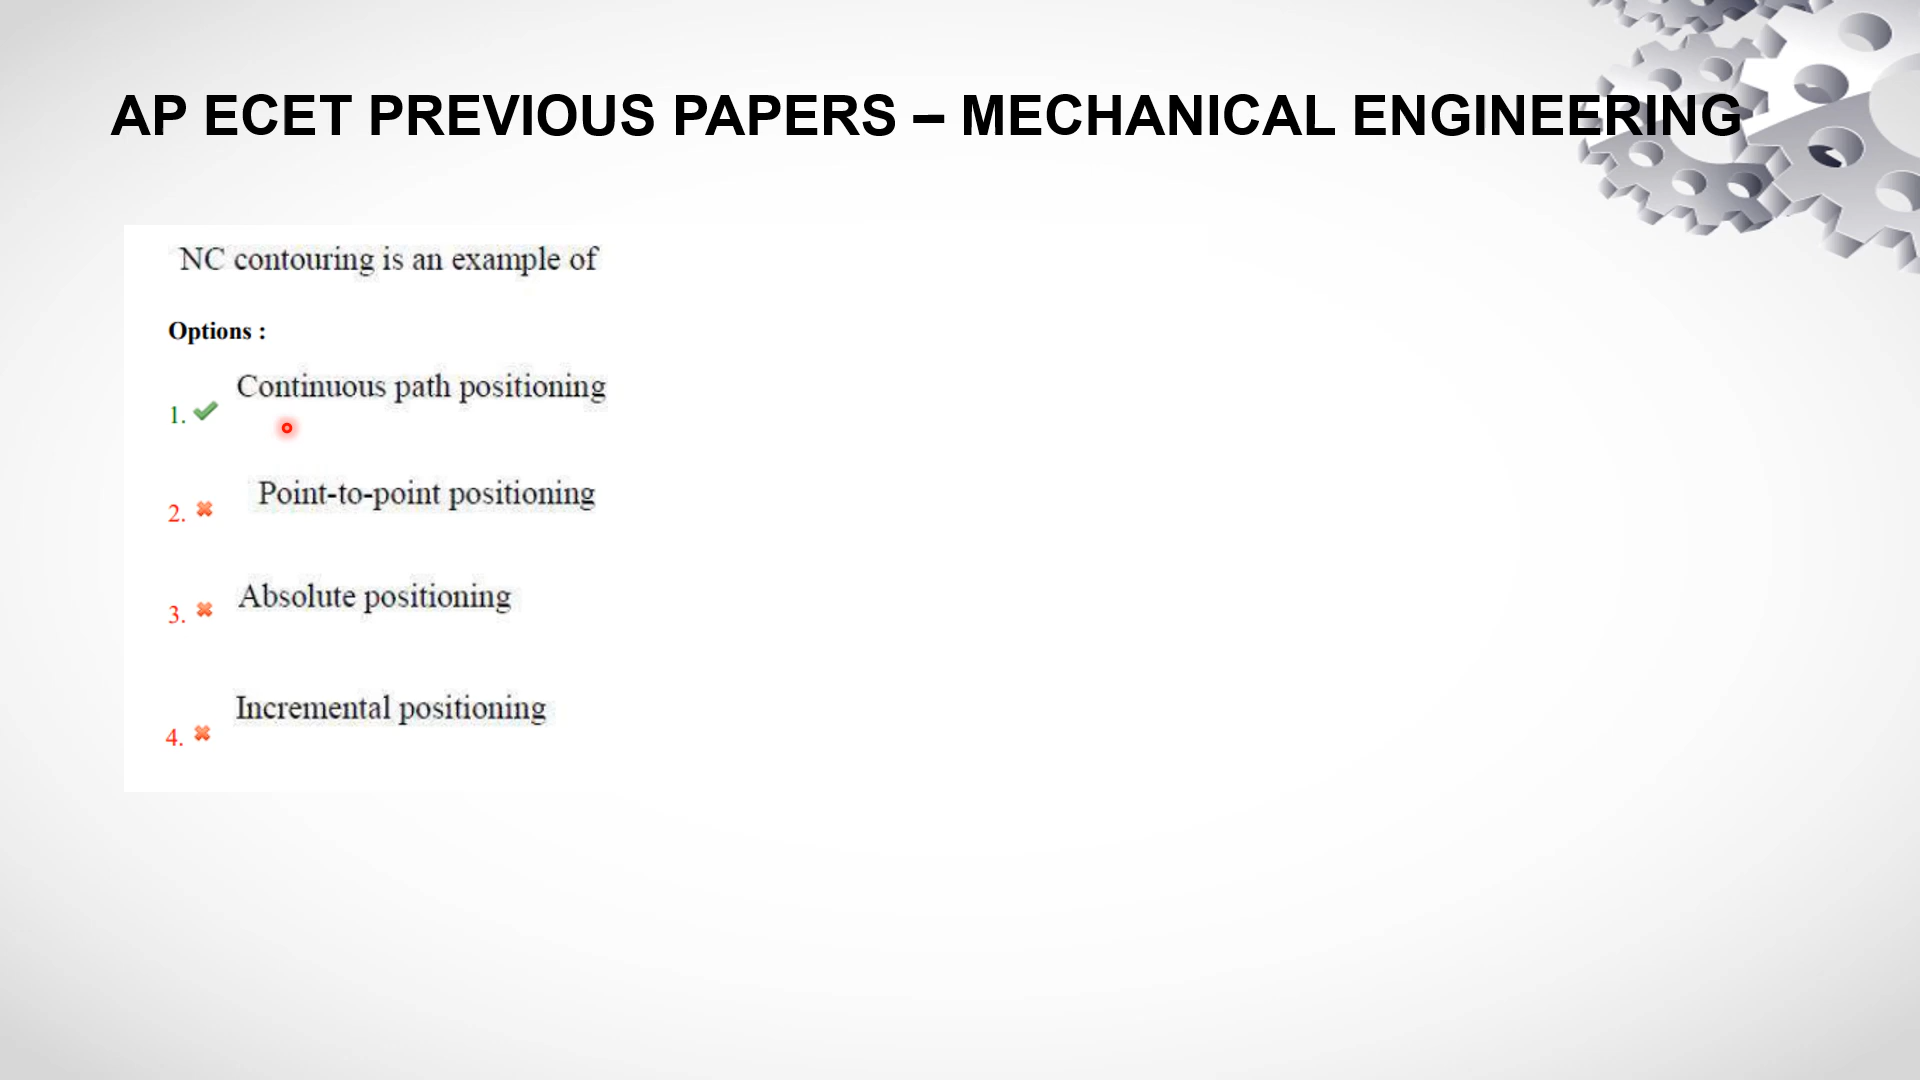 AP ECET PREVIOUS PAPERS – MECHANICAL ENGINEERING
NC contouring is an example of
Options :
1. Continuous path positioning
2. Point-to-point positioning
3. Absolute positioning
4. Incremental positioning